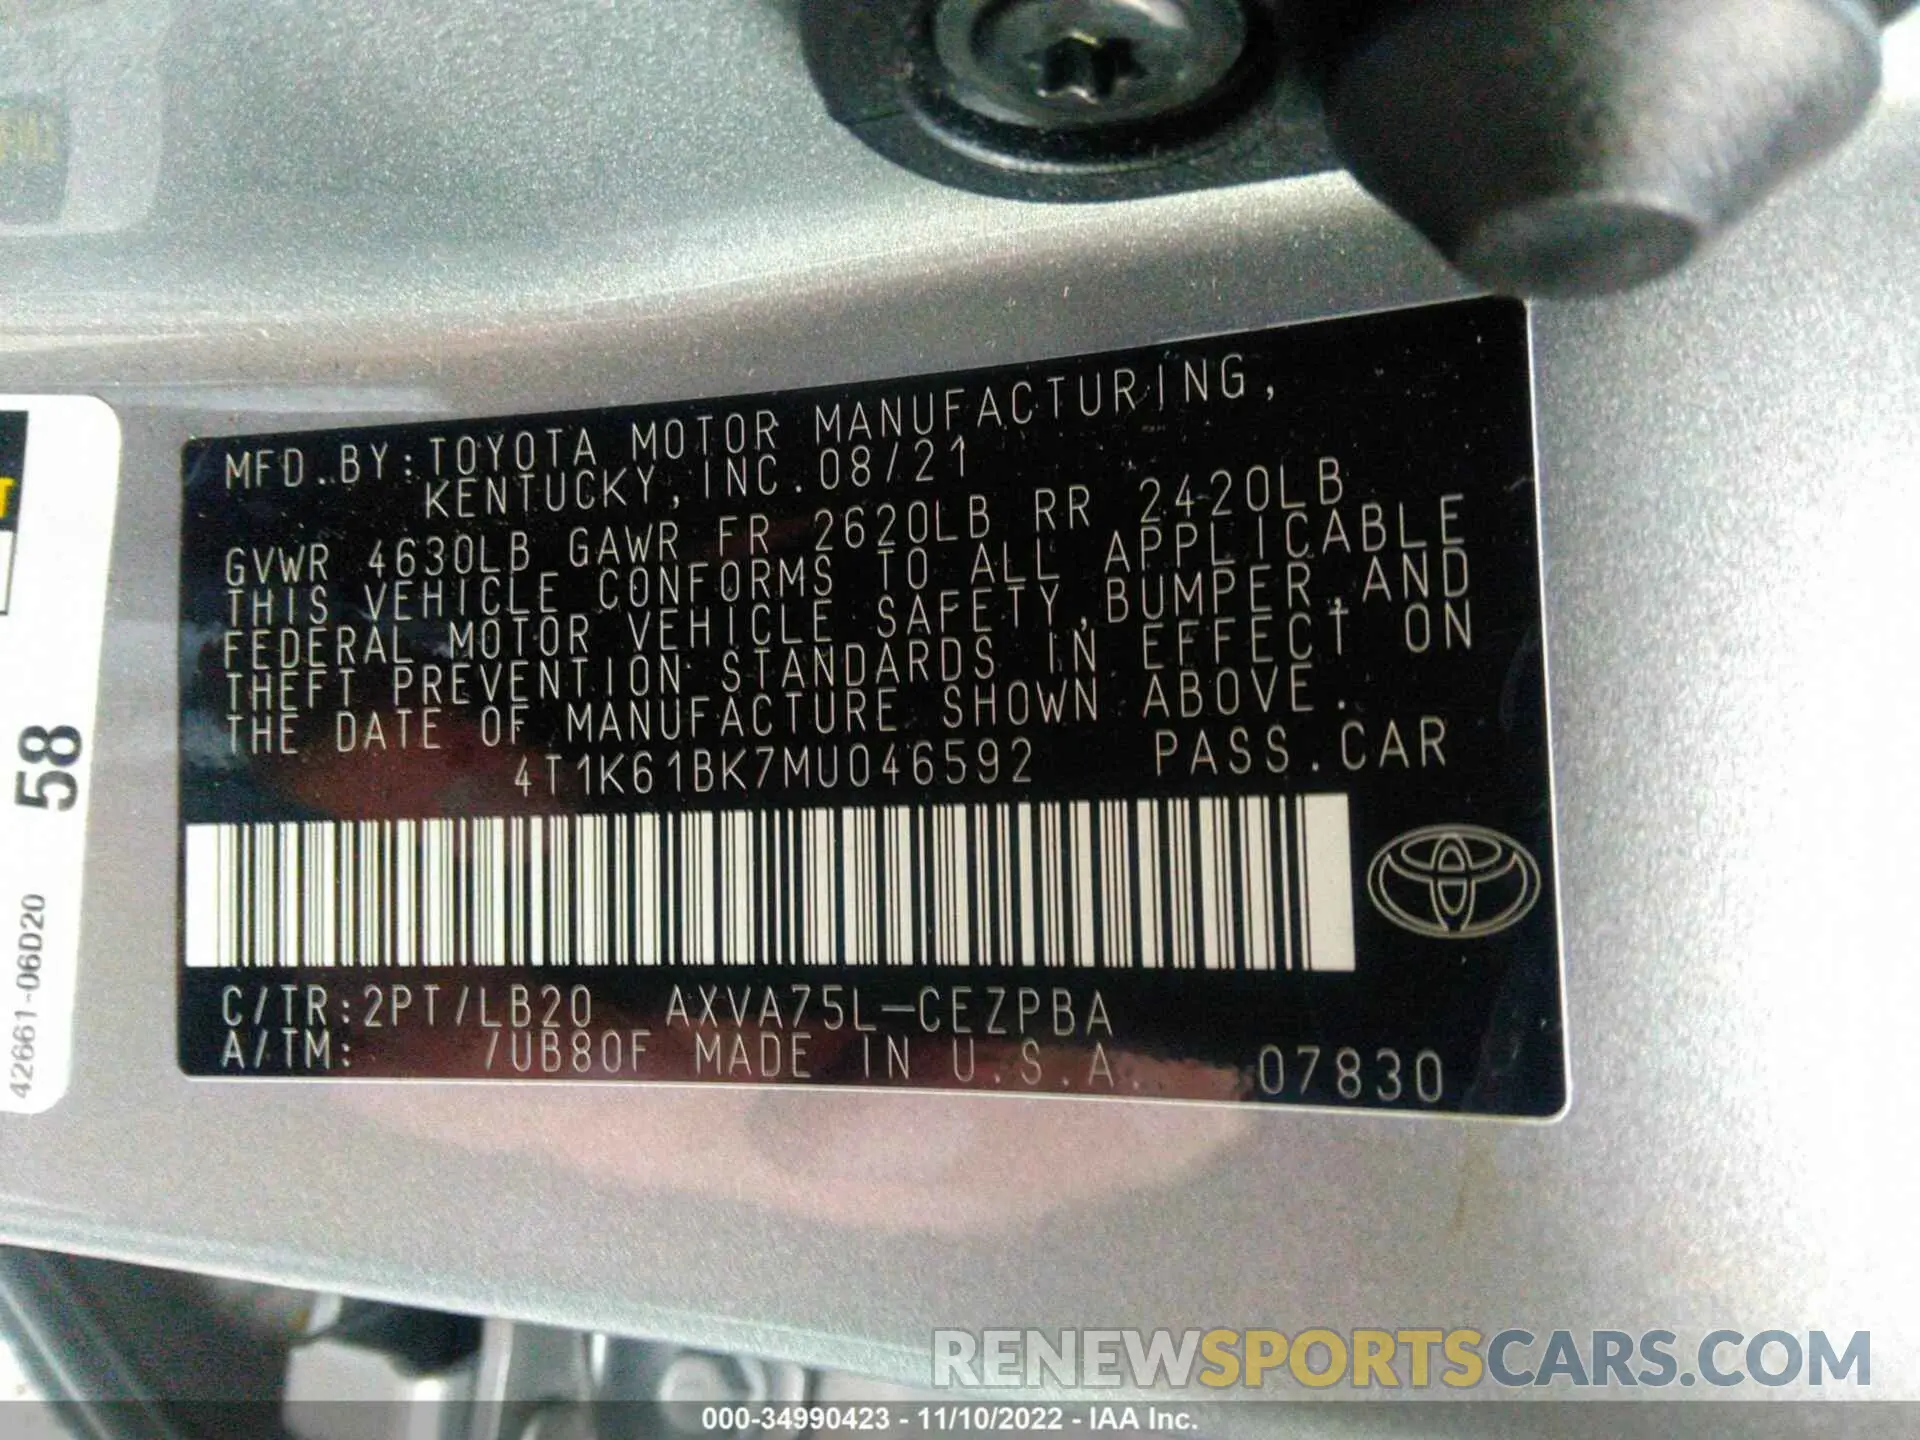 MFD.BY:TOYOTA MOTOR MANUFACTURING,
KENTUCKY,INC.08/21
GVWR 4630LB GAWR FR 2620LB RR 2420LB
THIS VEHICLE CONFORMS TO ALL APPLICABLE
FEDERAL MOTOR VEHICLE SAFETY,BUMPER,AND
THEFT PREVENTION STANDARDS IN EFFECT ON
THE DATE OF MANUFACTURE SHOWN ABOVE.
4T1K61BK7MU046592 PASS.CAR
C/TR:2PT/LB20 AXVA75L-CEZPBA
A/TM: /UB80F MADE IN U.S.A. 07830
58
42661-06D20
RENEWSPORTSCARS.COM
000-34990423 - 11/10/2022 - IAA Inc.